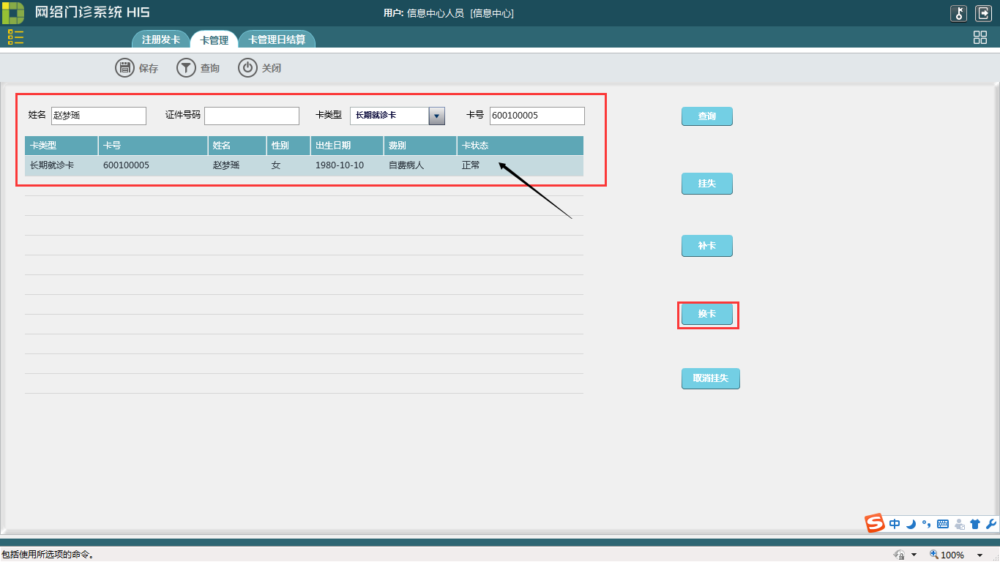 网络门诊系统 HIS
用户: 信息中心人员 [信息中心]
注册发卡 卡管理 卡管理日结算
保存 查询 关闭
姓名 赵梦瑶 证件号码 卡类型 长期就诊卡 卡号 600100005
查询
卡类型 卡号 姓名 性别 出生日期 费别 卡状态
长期就诊卡 600100005 赵梦瑶 女 1980-10-10 自费病人 正常
挂失
补卡
换卡
取消挂失
中
包括使用所选项的命令。
100%